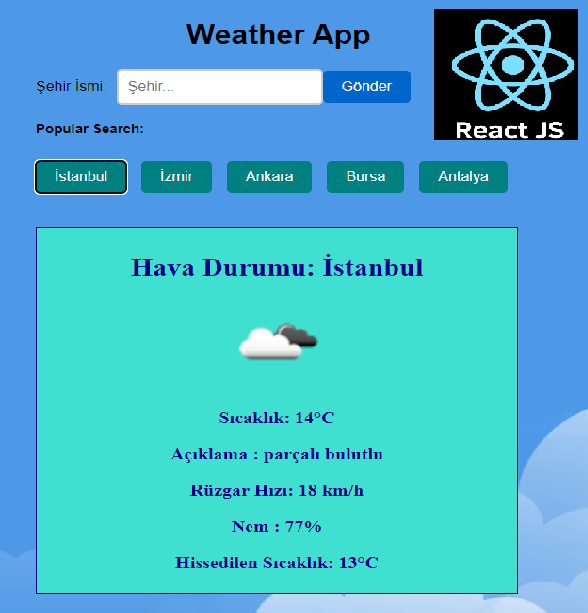 Weather App
React JS
Şehir İsmi:
Şehir...
Gönder
Popular Search:
İstanbul İzmir Ankara Bursa Antalya
Hava Durumu: İstanbul
Sıcaklık: 14°C
Açıklama : parçalı bulutlu
Rüzgar Hızı: 18 km/h
Nem : 77%
Hissedilen Sıcaklık: 13°C